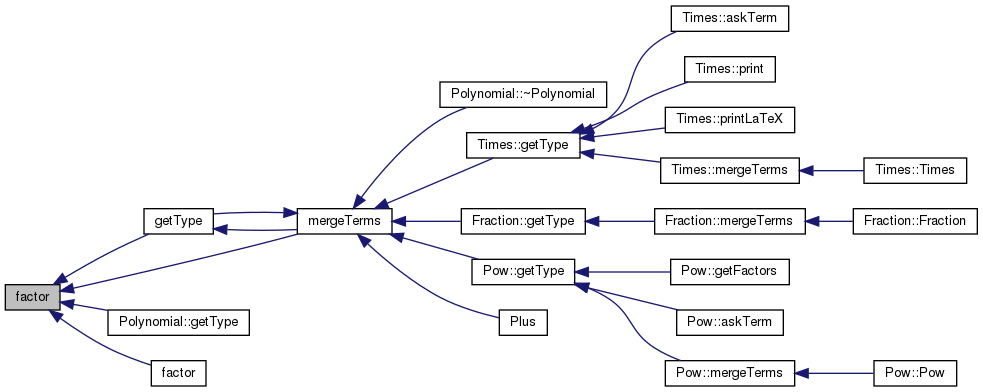 Times::askTerm
Times::print
Polynomial::~Polynomial
Times::printLaTeX
Times::getType
Times::mergeTerms
Times::Times
getType
mergeTerms
Fraction::getType
Fraction::mergeTerms
Fraction::Fraction
Pow::getType
Pow::getFactors
factor
Polynomial::getType
Plus
Pow::askTerm
factor
Pow::mergeTerms
Pow::Pow